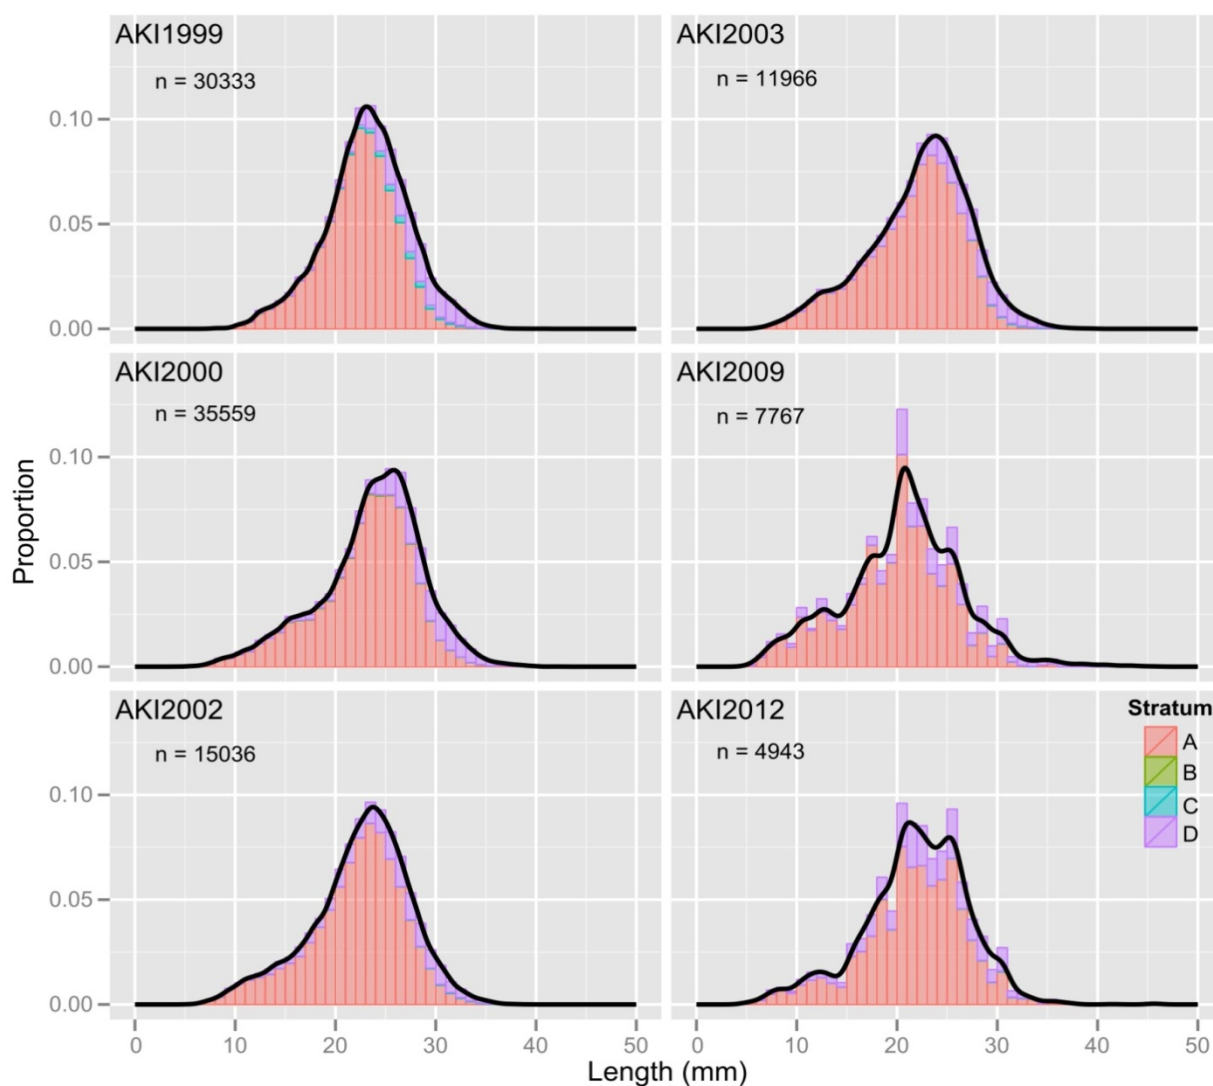 AKI1999
n = 30333
AKI2003
n = 11966
0.10
0.05
0.00
AKI2000
n = 35559
AKI2009
n = 7767
0.10
0.05
0.00
Proportion
AKI2002
n = 15036
AKI2012
n = 4943
Stratum
A
B
C
D
0.10
0.05
0.00
0 10 20 30 40 50 0 10 20 30 40 50
Length (mm)